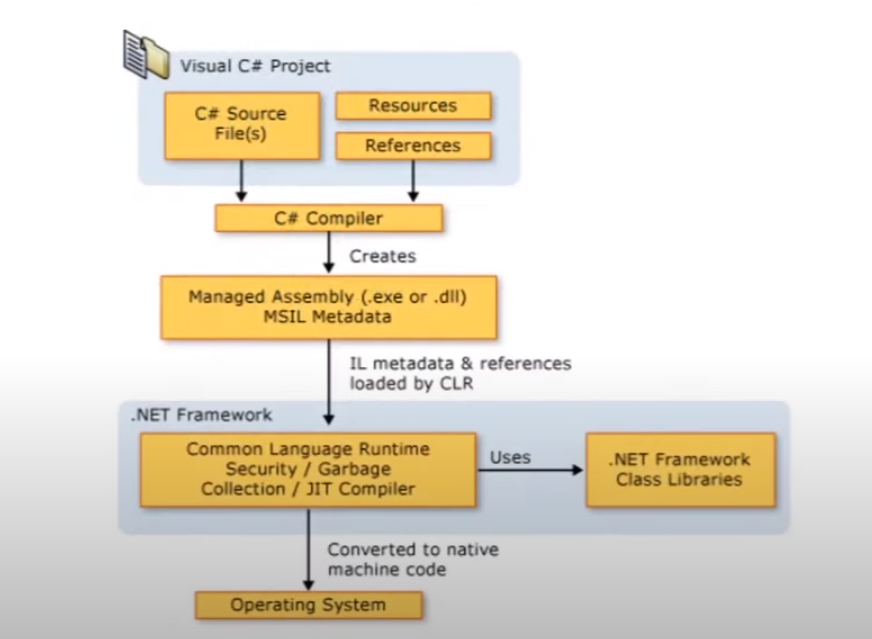 Visual C# Project
C# Source
File(s)
Resources
References
C# Compiler
Creates
Managed Assembly (.exe or .dll)
MSIL Metadata
IL metadata & references
loaded by CLR
.NET Framework
Common Language Runtime
Security / Garbage
Collection / JIT Compiler
Uses
.NET Framework
Class Libraries
Converted to native
machine code
Operating System